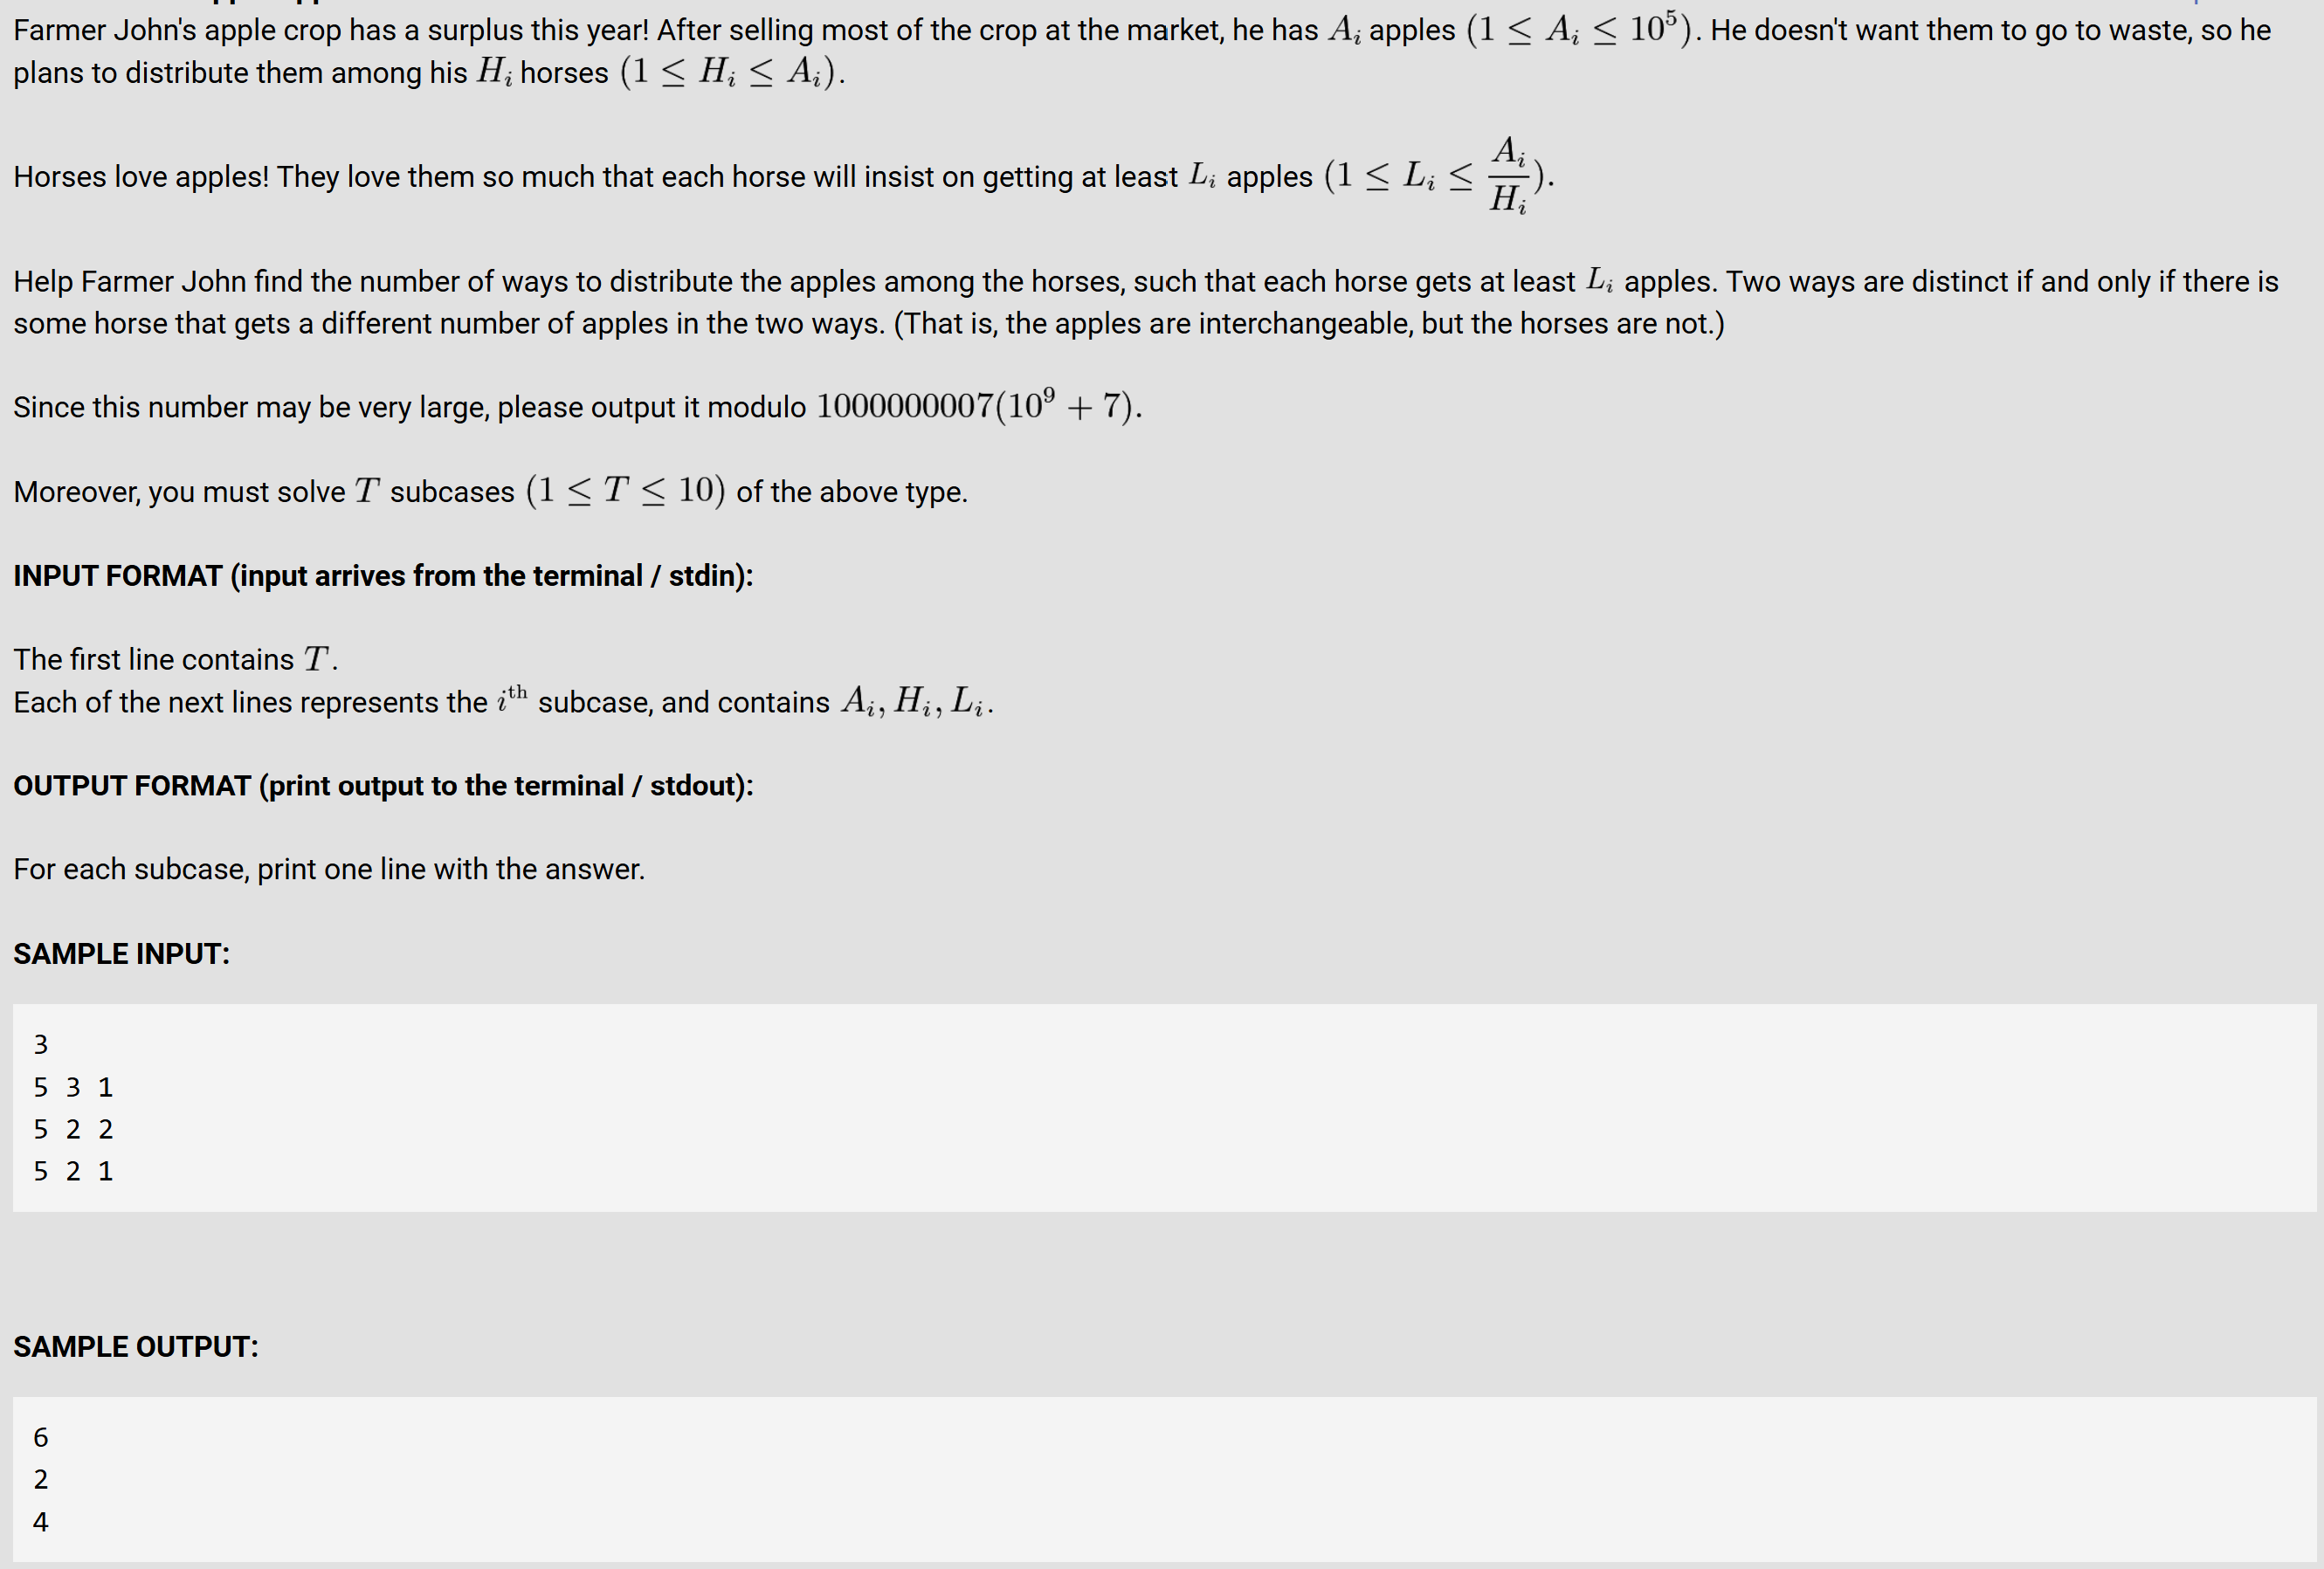 Farmer John's apple crop has a surplus this year! After selling most of the crop at the market, he has A_i apples (1 ≤ A_i ≤ 10^5). He doesn't want them to go to waste, so he
plans to distribute them among his H_i horses (1 ≤ H_i ≤ A_i).
Horses love apples! They love them so much that each horse will insist on getting at least L_i apples (1 ≤ L_i ≤ A_i/H_i).
Help Farmer John find the number of ways to distribute the apples among the horses, such that each horse gets at least L_i apples. Two ways are distinct if and only if there is
some horse that gets a different number of apples in the two ways. (That is, the apples are interchangeable, but the horses are not.)
Since this number may be very large, please output it modulo 1000000007(10^9 + 7).
Moreover, you must solve T subcases (1 ≤ T ≤ 10) of the above type.
INPUT FORMAT (input arrives from the terminal / stdin):
The first line contains T.
Each of the next lines represents the i^th subcase, and contains A_i, H_i, L_i.
OUTPUT FORMAT (print output to the terminal / stdout):
For each subcase, print one line with the answer.
SAMPLE INPUT:
3
5 3 1
5 2 2
5 2 1
SAMPLE OUTPUT:
6
2
4